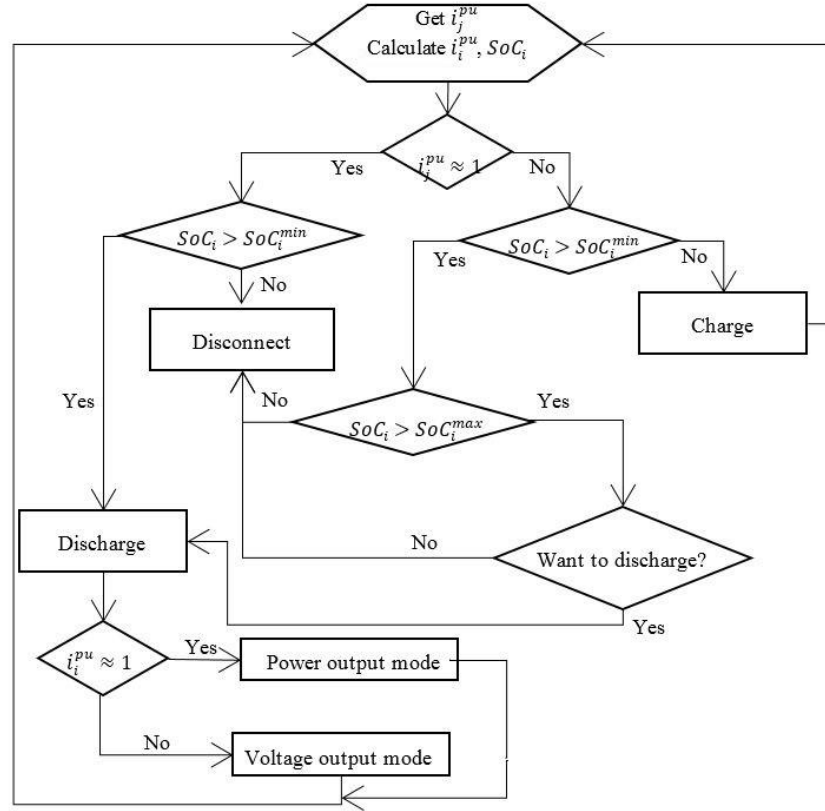 Get $i_j^{pu}$
Calculate $i_i^{pu}$, $SoC_i$
$i_j^{pu} \approx 1$
Yes
No
$SoC_i > SoC_i^{min}$
$SoC_i > SoC_i^{min}$
Yes
No
No
Disconnect
Charge
Yes
No
Yes
$SoC_i > SoC_i^{max}$
Discharge
No
Want to discharge?
Yes
$i_i^{pu} \approx 1$
Yes
Power output mode
No
Voltage output mode